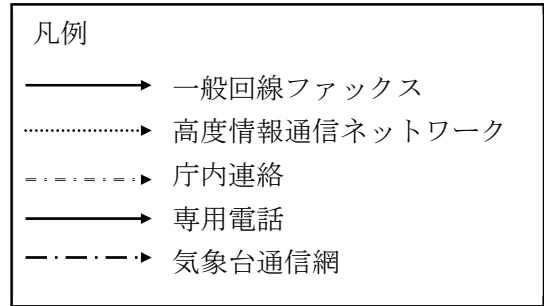 凡例
一般回線ファックス
高度情報通信ネットワーク
庁内連絡
専用電話
気象台通信網